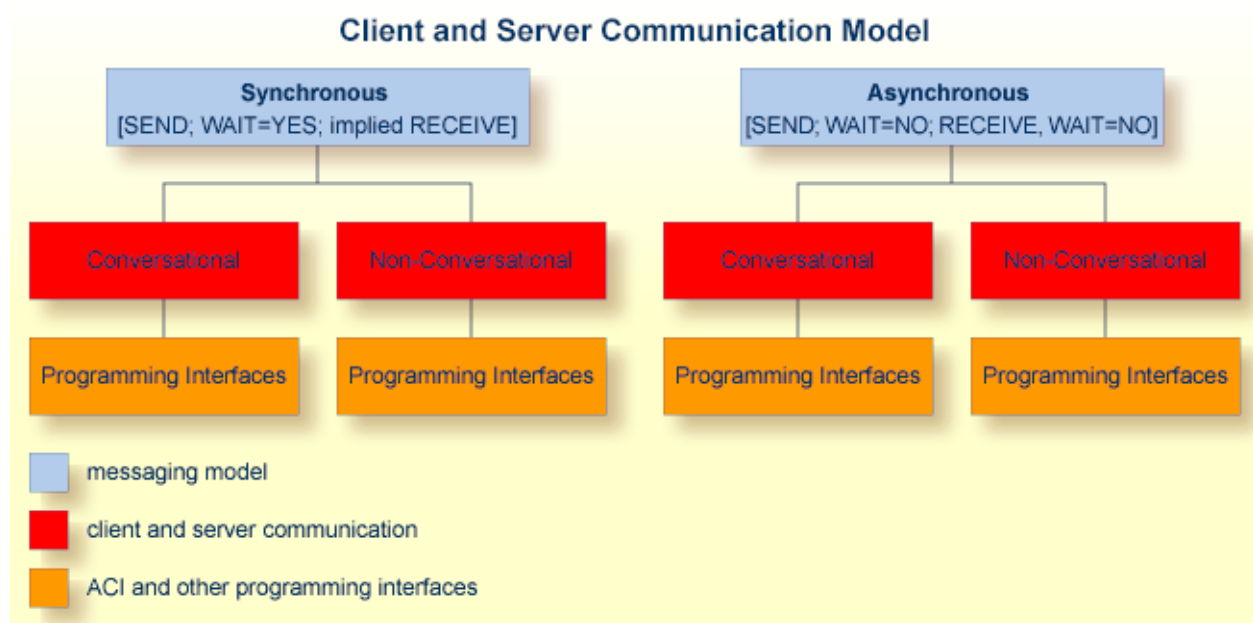 Client and Server Communication Model
Synchronous
[SEND; WAIT=YES; implied RECEIVE]
Asynchronous
[SEND; WAIT=NO; RECEIVE, WAIT=NO]
Conversational
Non-Conversational
Conversational
Non-Conversational
Programming Interfaces
Programming Interfaces
Programming Interfaces
Programming Interfaces
messaging model
client and server communication
ACI and other programming interfaces